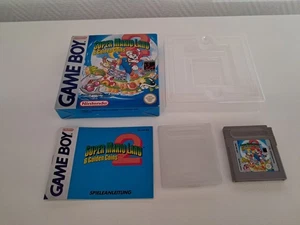 GAME BOY
SUPER MARIO LAND 2
6 Golden Coins
Nintendo
GAME BOY
SUPER MARIO LAND 2
6 Golden Coins
SPIELANLEITUNG